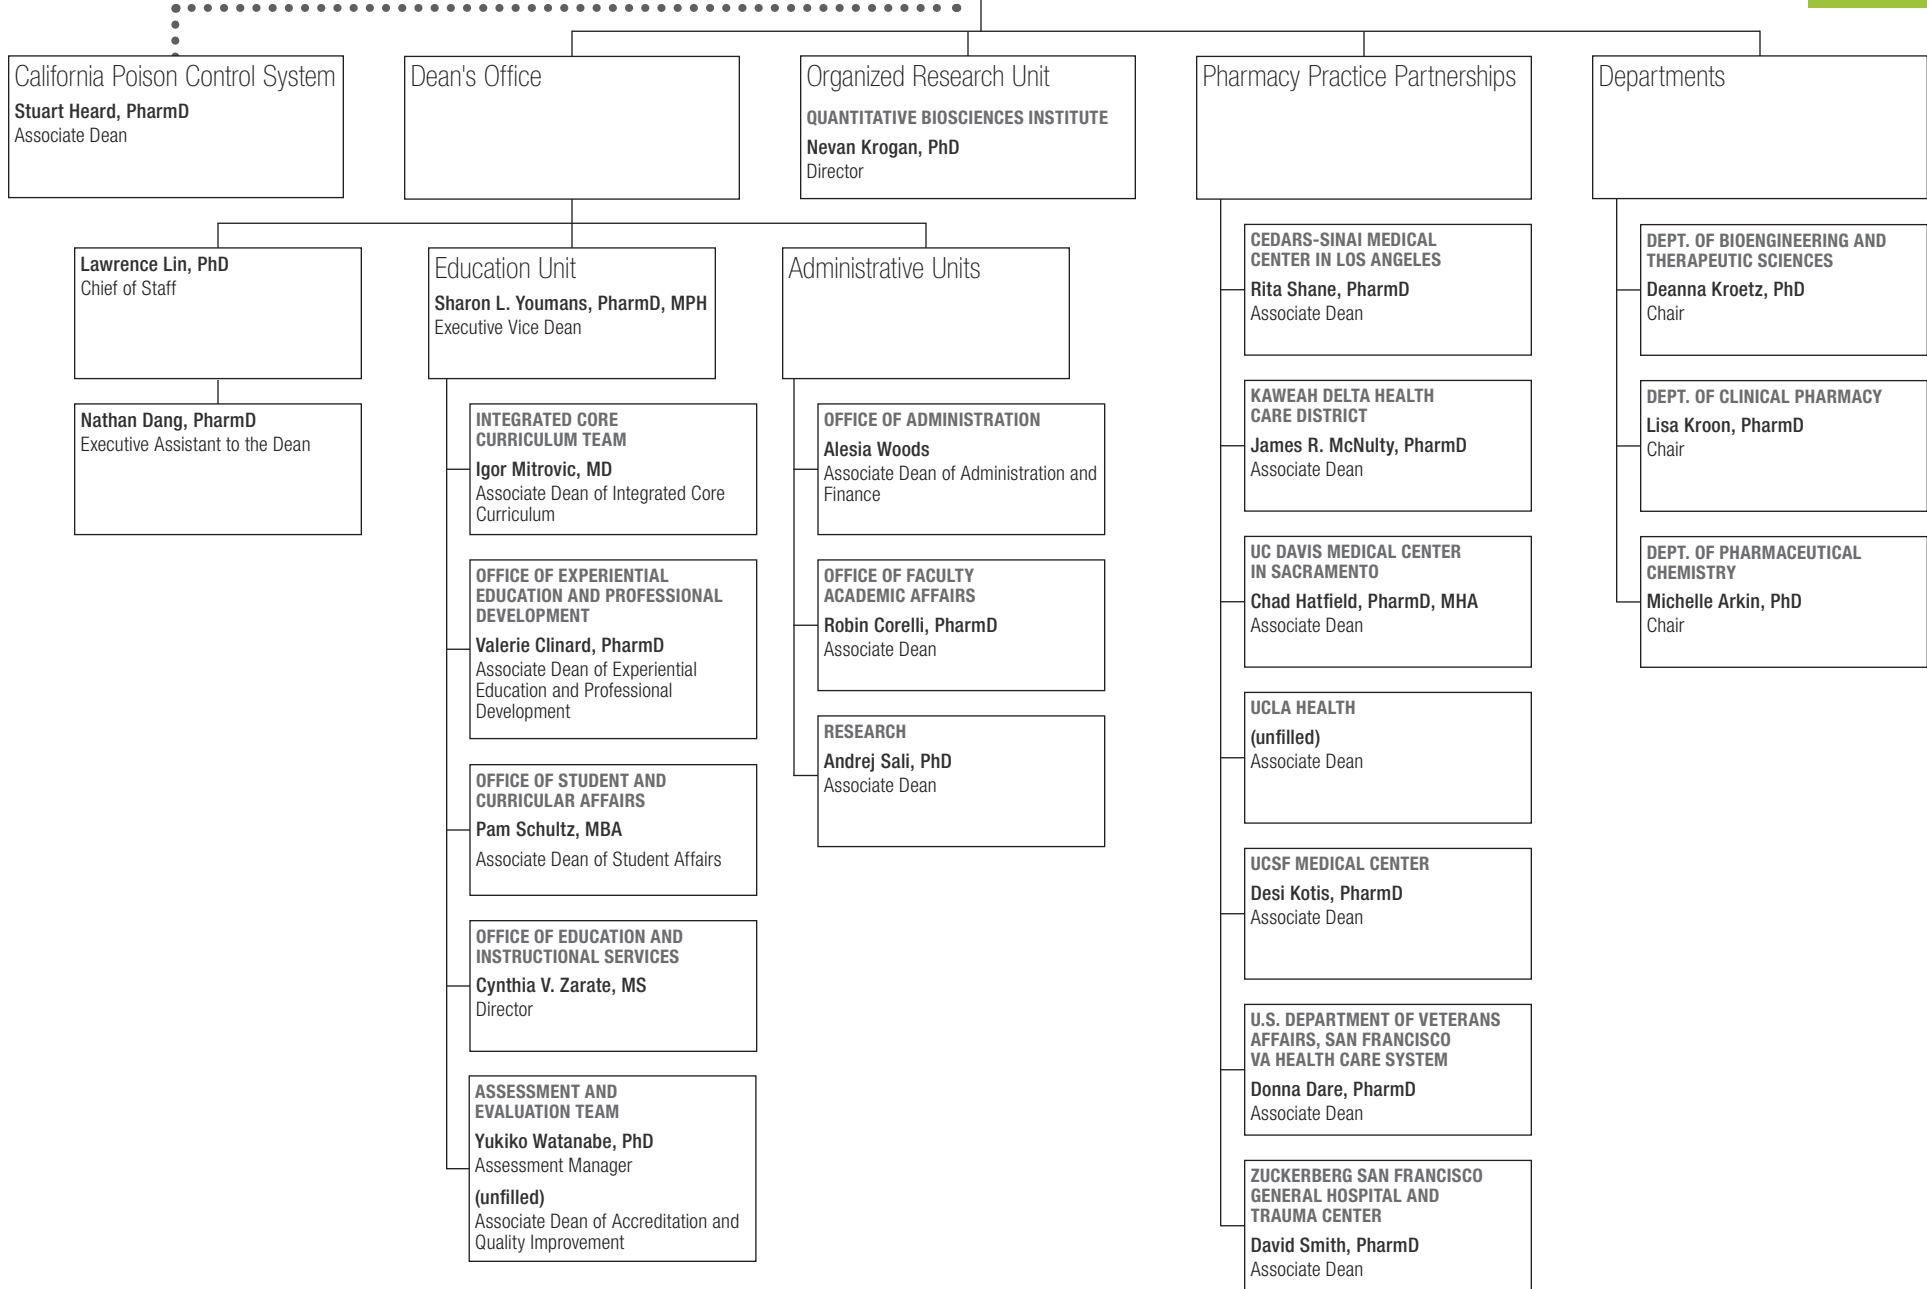 California Poison Control System
Stuart Heard, PharmD
Associate Dean
Dean's Office
Organized Research Unit
QUANTITATIVE BIOSCIENCES INSTITUTE
Nevan Krogan, PhD
Director
Pharmacy Practice Partnerships
Departments
Lawrence Lin, PhD
Chief of Staff
Nathan Dang, PharmD
Executive Assistant to the Dean
Education Unit
Sharon L. Youmans, PharmD, MPH
Executive Vice Dean
INTEGRATED CORE
CURRICULUM TEAM
Igor Mitrovic, MD
Associate Dean of Integrated Core
Curriculum
OFFICE OF EXPERIENTIAL
EDUCATION AND PROFESSIONAL
DEVELOPMENT
Valerie Clinard, PharmD
Associate Dean of Experiential
Education and Professional
Development
OFFICE OF STUDENT AND
CURRICULAR AFFAIRS
Pam Schultz, MBA
Associate Dean of Student Affairs
OFFICE OF EDUCATION AND
INSTRUCTIONAL SERVICES
Cynthia V. Zarate, MS
Director
ASSESSMENT AND
EVALUATION TEAM
Yukiko Watanabe, PhD
Assessment Manager
(unfilled)
Associate Dean of Accreditation and
Quality Improvement
Administrative Units
OFFICE OF ADMINISTRATION
Alesia Woods
Associate Dean of Administration and
Finance
OFFICE OF FACULTY
ACADEMIC AFFAIRS
Robin Corelli, PharmD
Associate Dean
RESEARCH
Andrej Sali, PhD
Associate Dean
CEDARS-SINAI MEDICAL
CENTER IN LOS ANGELES
Rita Shane, PharmD
Associate Dean
KAWEAH DELTA HEALTH
CARE DISTRICT
James R. McNulty, PharmD
Associate Dean
UC DAVIS MEDICAL CENTER
IN SACRAMENTO
Chad Hatfield, PharmD, MHA
Associate Dean
UCLA HEALTH
(unfilled)
Associate Dean
UCSF MEDICAL CENTER
Desi Kotis, PharmD
Associate Dean
U.S. DEPARTMENT OF VETERANS
AFFAIRS, SAN FRANCISCO
VA HEALTH CARE SYSTEM
Donna Dare, PharmD
Associate Dean
ZUCKERBERG SAN FRANCISCO
GENERAL HOSPITAL AND
TRAUMA CENTER
David Smith, PharmD
Associate Dean
DEPT. OF BIOENGINEERING AND
THERAPEUTIC SCIENCES
Deanna Kroetz, PhD
Chair
DEPT. OF CLINICAL PHARMACY
Lisa Kroon, PharmD
Chair
DEPT. OF PHARMACEUTICAL
CHEMISTRY
Michelle Arkin, PhD
Chair